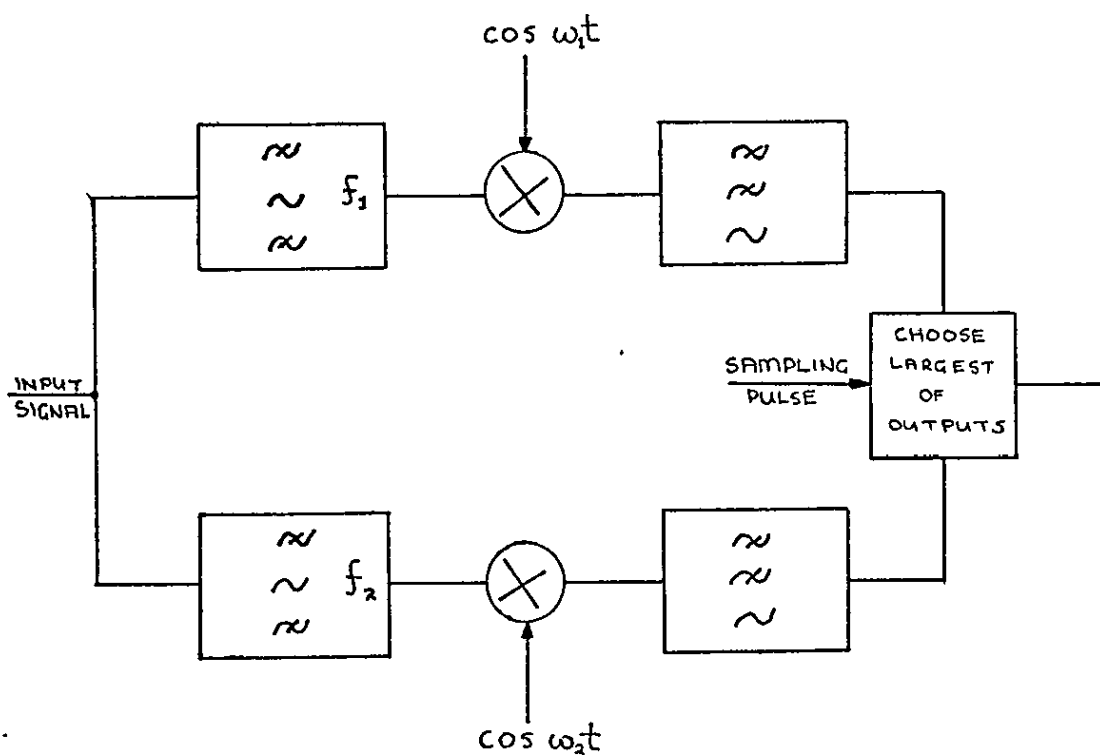 cos ω₁t
f₁
INPUT
SIGNAL
SAMPLING
PULSE
CHOOSE
LARGEST
OF
OUTPUTS
f₂
cos ω₂t